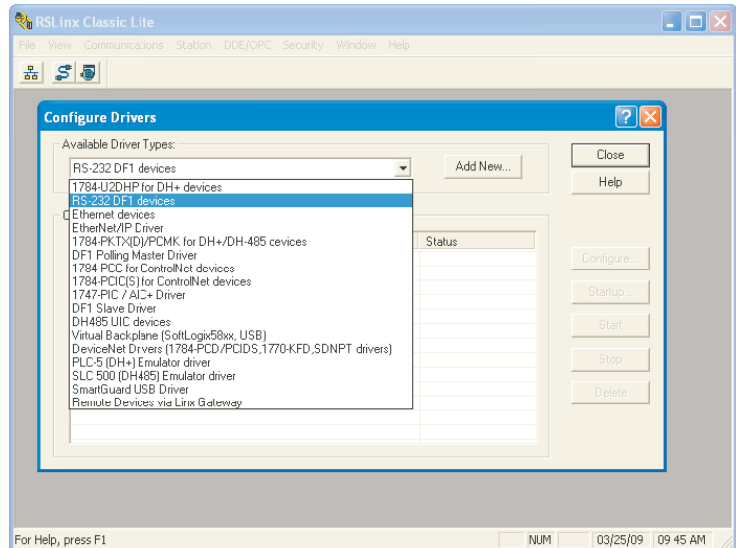 RSLinx Classic Lite
File View Communications Station DDE/OPC Security Window Help
Configure Drivers
Available Driver Types:
RS-232 DF1 devices
Add New...
Close
Help
1784-U2DHP for DH+ devices
RS-232 DF1 devices
Ethernet devices
EtherNet/IP Driver
1784-PKTX(D)/PCMK for DH+/DH-485 devices
DF1 Polling Master Driver
1784 PCC for ControlNet devices
1784-PCIC(S) for ControlNet devices
1747-PIC / AIC+ Driver
DF1 Slave Driver
DH485 UIC devices
Virtual Backplane (SoftLogix58xx, USB)
DeviceNet Drivers (1784-PCD/PCIDS,1770-KFD,SDNPT drivers)
PLC-5 (DH+) Emulator driver
SLC 500 (DH485) Emulator driver
SmartGuard USB Driver
Remote Devices via Linx Gateway
Status
Configure...
Startup...
Start
Stop
Delete
For Help, press F1
NUM
03/25/09
09 45 AM